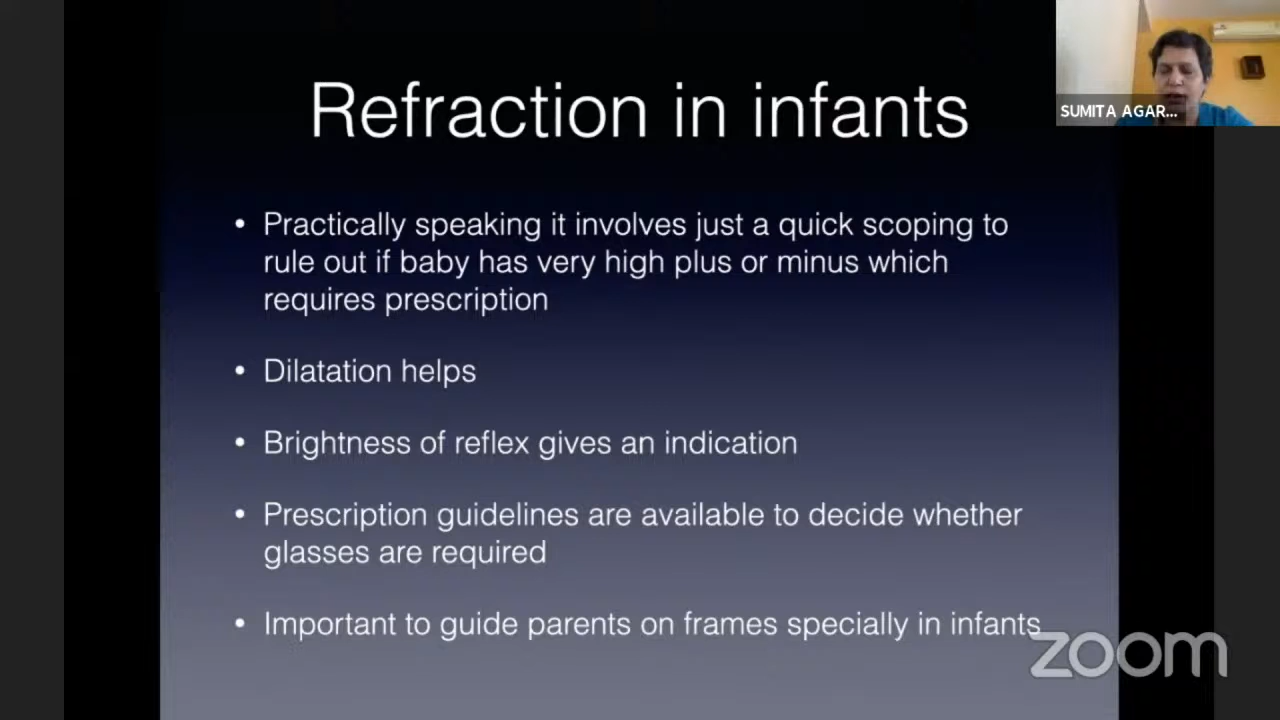 Refraction in infants
SUMITA AGAR...
• Practically speaking it involves just a quick scoping to
rule out if baby has very high plus or minus which
requires prescription
• Dilatation helps
• Brightness of reflex gives an indication
• Prescription guidelines are available to decide whether
glasses are required
• Important to guide parents on frames specially in infants
zoom